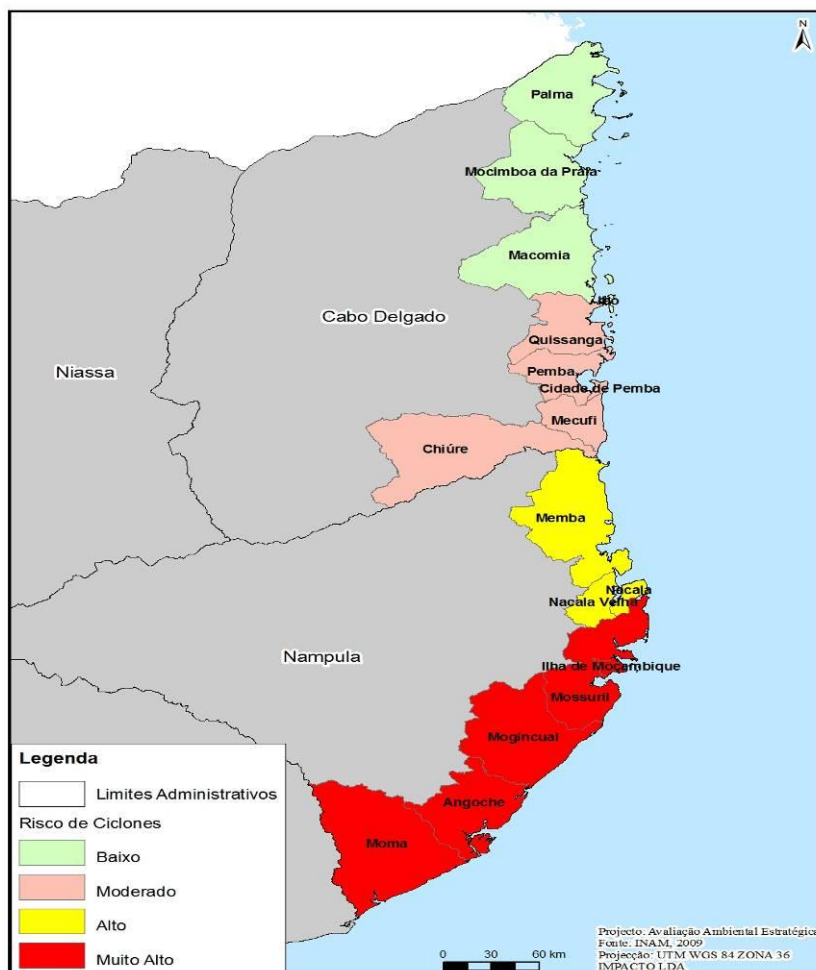 N
Palma
Mocimboa da Praia
Macomia
Ibo
Cabo Delgado
Quissanga
Niassa
Pemba
Cidade de Pemba
Mecufi
Chiúre
Memba
Nacala
Nacala Velha
Nampula
Ilha de Moçambique
Mossuril
Mogincual
Angoche
Moma
Legenda
Limites Administrativos
Risco de Ciclones
Baixo
Moderado
Alto
Muito Alto
0 30 60 km
Projecto: Avaliação Ambiental Estratégica
Fonte: INAM, 2009
Projecção: UTM WGS 84 ZONA 36
IMPACTO LDA